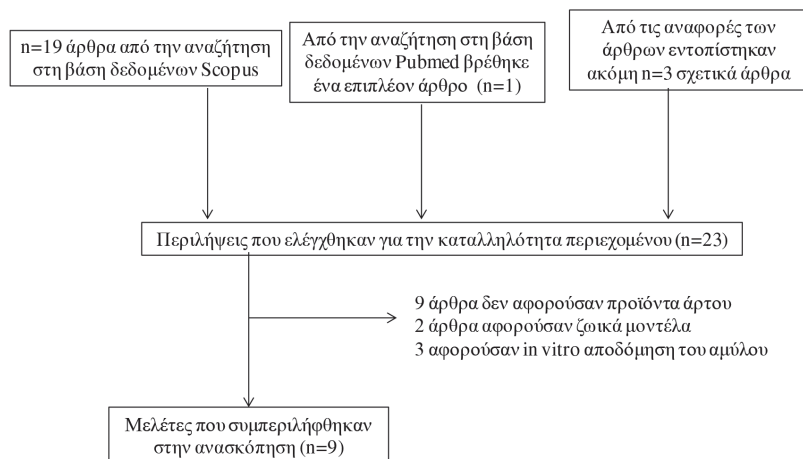 n=19 άρθρα από την αναζήτηση
στη βάση δεδομένων Scopus
Από την αναζήτηση στη βάση
δεδομένων Pubmed βρέθηκε
ένα επιπλέον άρθρο (n=1)
Από τις αναφορές των
άρθρων εντοπίστηκαν
ακόμη n=3 σχετικά άρθρα
Περιλήψεις που ελέγχθηκαν για την καταλληλότητα περιεχομένου (n=23)
9 άρθρα δεν αφορούσαν προϊόντα άρτου
2 άρθρα αφορούσαν ζωικά μοντέλα
3 αφορούσαν in vitro αποδόμηση του αμύλου
Μελέτες που συμπεριλήφθηκαν
στην ανασκόπηση (n=9)